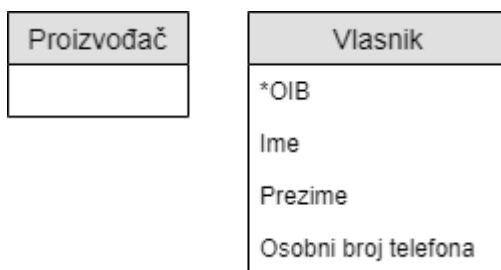 Proizvođač
Vlasnik
*OIB
Ime
Prezime
Osobni broj telefona